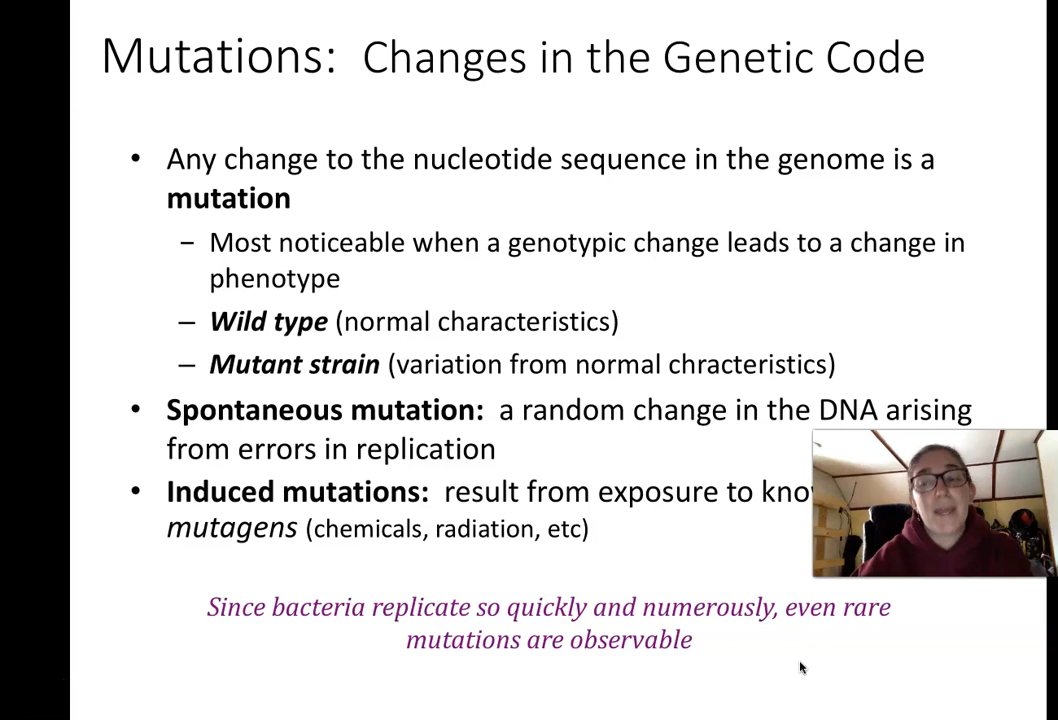 Mutations: Changes in the Genetic Code
• Any change to the nucleotide sequence in the genome is a
mutation
– Most noticeable when a genotypic change leads to a change in
phenotype
– Wild type (normal characteristics)
– Mutant strain (variation from normal chracteristics)
• Spontaneous mutation: a random change in the DNA arising
from errors in replication
• Induced mutations: result from exposure to
mutagens (chemicals, radiation, etc)
Since bacteria replicate so quickly and numerously, even rare
mutations are observable